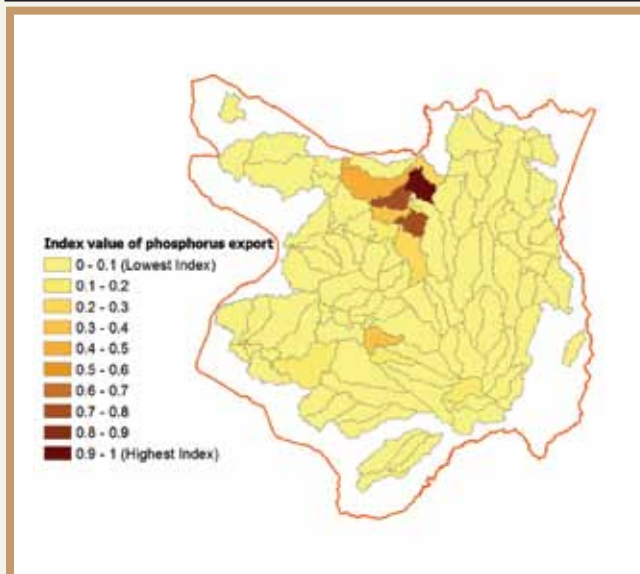 Index value of phosphorus export
0 - 0.1 (Lowest Index)
0.1 - 0.2
0.2 - 0.3
0.3 - 0.4
0.4 - 0.5
0.5 - 0.6
0.6 - 0.7
0.7 - 0.8
0.8 - 0.9
0.9 - 1 (Highest Index)